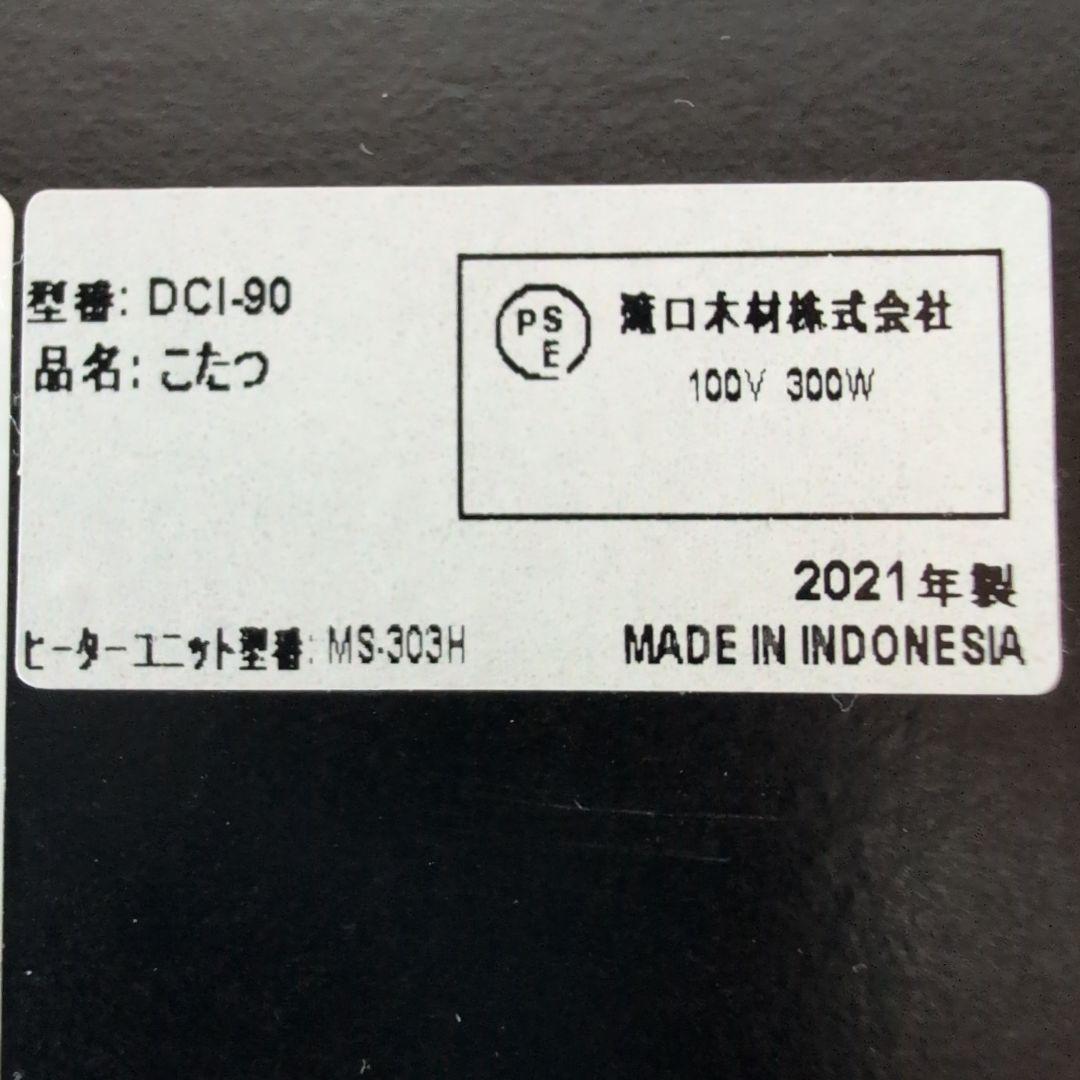 型番: DCI-90
品名: こたつ
PSE
滝口木材株式会社
100V 300W
2021年製
ヒーターユニット型番: MS-303H
MADE IN INDONESIA